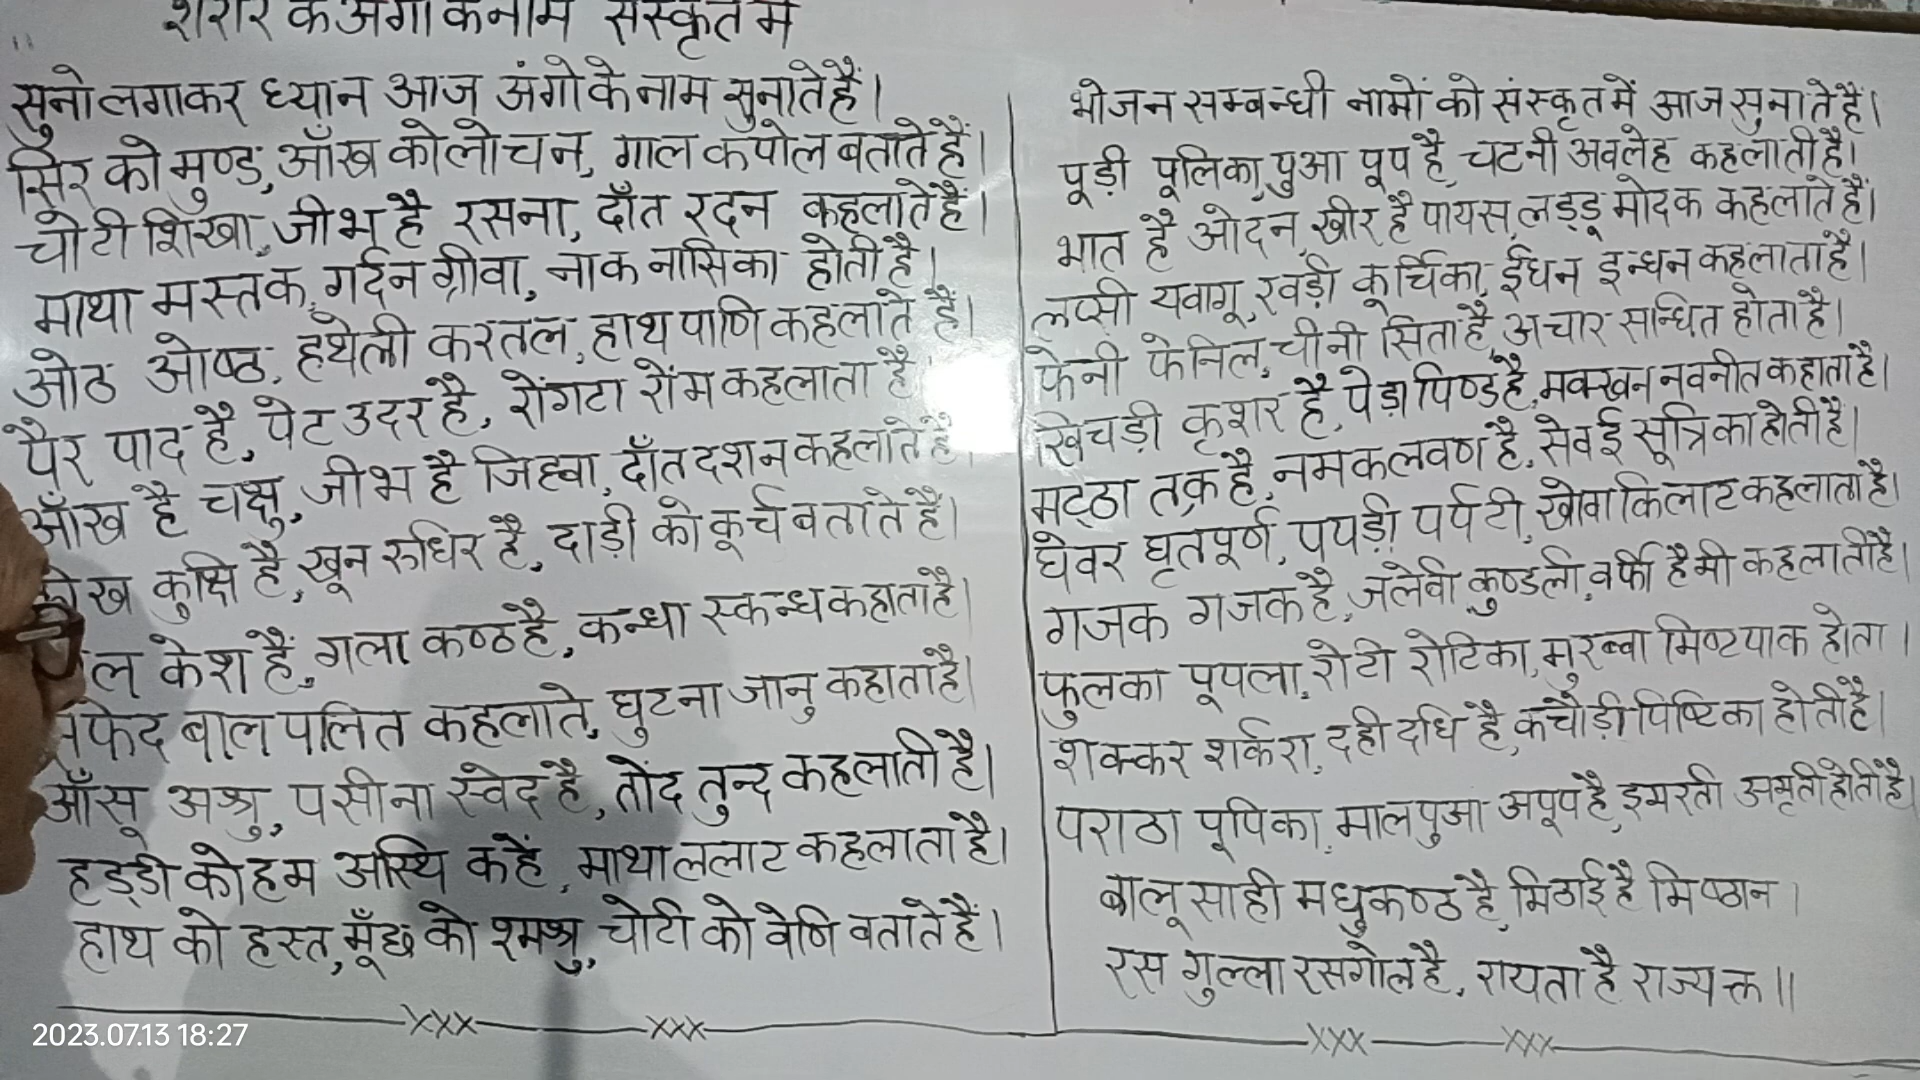 शरीर के अंगों के नाम संस्कृत में
सुनो लगाकर ध्यान आज अंगो के नाम सुनाते हैं।
सिर को मुण्ड, आँख को लोचन, गाल कपोल बताते हैं।
चोटी शिखा, जीभ है रसना, दाँत रदन कहलाते हैं।
माथा मस्तक, गर्दन ग्रीवा, नाक नासिका होती है।
ओठ ओष्ठ, हथेली करतल, हाथ पाणि कहलाते हैं।
पैर पाद है, पेट उदर है, रोंगटा रोंम कहलाता है
आँख है चक्षु, जीभ है जिह्वा, दाँत दशन कहलाते हैं
कोख कुक्षि है, खून रुधिर है, दाड़ी को कूर्च बताते हैं।
ल केश हैं, गला कण्ठ है, कन्धा स्कन्ध कहाता है।
सफेद बाल पलित कहलाते, घुटना जानु कहाता है।
आँसू अश्रु, पसीना स्वेद है, तोंद तुन्द कहलाती है।
हड्डी को हम अस्थि कहें, माथा ललाट कहलाता है।
हाथ को हस्त, मूँछ को श्मश्रु, चोटी को वेणि बताते हैं।
भोजन सम्बन्धी नामों को संस्कृत में आज सुनाते हैं।
पूड़ी पूलिका, पुआ पूप है, चटनी अवलेह कहलाती है।
भात है ओदन, खीर है पायस, लड्डू मोदक कहलाते हैं।
लप्सी यवागू, रवड़ी कूर्चिका, ईंधन इन्धन कहलाता है।
फेनी फेनिल, चीनी सिता है, अचार सन्धित होता है।
खिचड़ी कृशर है, पेड़ा पिण्ड है, मक्खन नवनीत कहाता है।
मट्ठा तक्र है, नमक लवण है, सेवई सूत्रिका होती है।
घेवर घृतपूर्ण, पपड़ी पर्पटी, खोवा किलाट कहलाता है।
गजक गजक है, जलेवी कुण्डली, वर्फी हैमी कहलाती है।
फुलका पूपला, रोटी रोटिका, मुरब्वा मिष्टपाक होता।
शक्कर शर्करा, दही दधि है, कचौड़ी पिष्टिका होती है।
पराठा पूपिका, मालपुआ अपूप है, इमरती अमृती होती है।
बालूसाही मधुकण्ठ है, मिठाई है मिष्ठान।
रस गुल्ला रसगोल है, रायता है राज्यक्त॥
xxx xxx
xxx xxx
2023.07.13 18:27